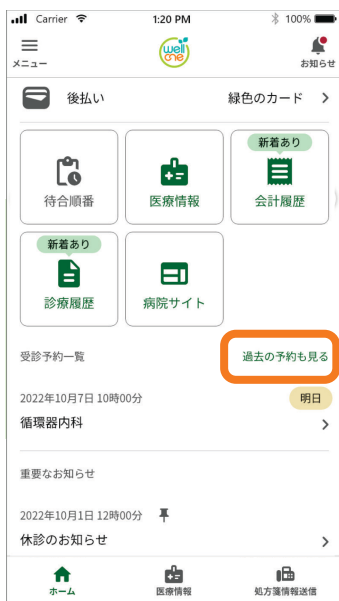 Carrier 1:20 PM 100%
well one
メニュー お知らせ
後払い 緑色のカード
新着あり
待合順番 医療情報 会計履歴
新着あり
診療履歴 病院サイト
受診予約一覧 過去の予約も見る
2022年10月7日 10時00分 明日
循環器内科
重要なお知らせ
2022年10月1日 12時00分
休診のお知らせ
ホーム 医療情報 処方箋情報送信